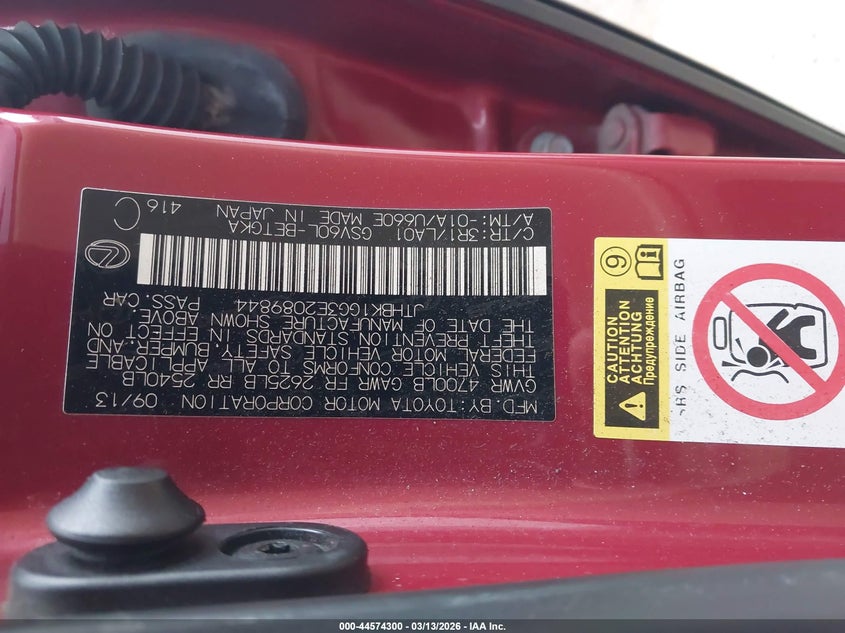 MFD. BY: TOYOTA MOTOR CORPORATION 09/13
GVWR 4700LB GAWR FR 2625LB RR 2540LB
THIS VEHICLE CONFORMS TO ALL APPLICABLE
FEDERAL MOTOR VEHICLE SAFETY, BUMPER, AND
THEFT PREVENTION STANDARDS IN EFFECT ON
THE DATE OF MANUFACTURE SHOWN ABOVE.
JTHBK1GG3E2089844 PASS. CAR
C/TR: 3R1/LA01 GSV60L-BETGKA 416 C
A/TM: -01A/U660E MADE IN JAPAN
CAUTION
ATTENTION
ACHTUNG
Предупреждение
6
SRS SIDE AIRBAG
000-44574300 - 03/13/2026 - IAA Inc.